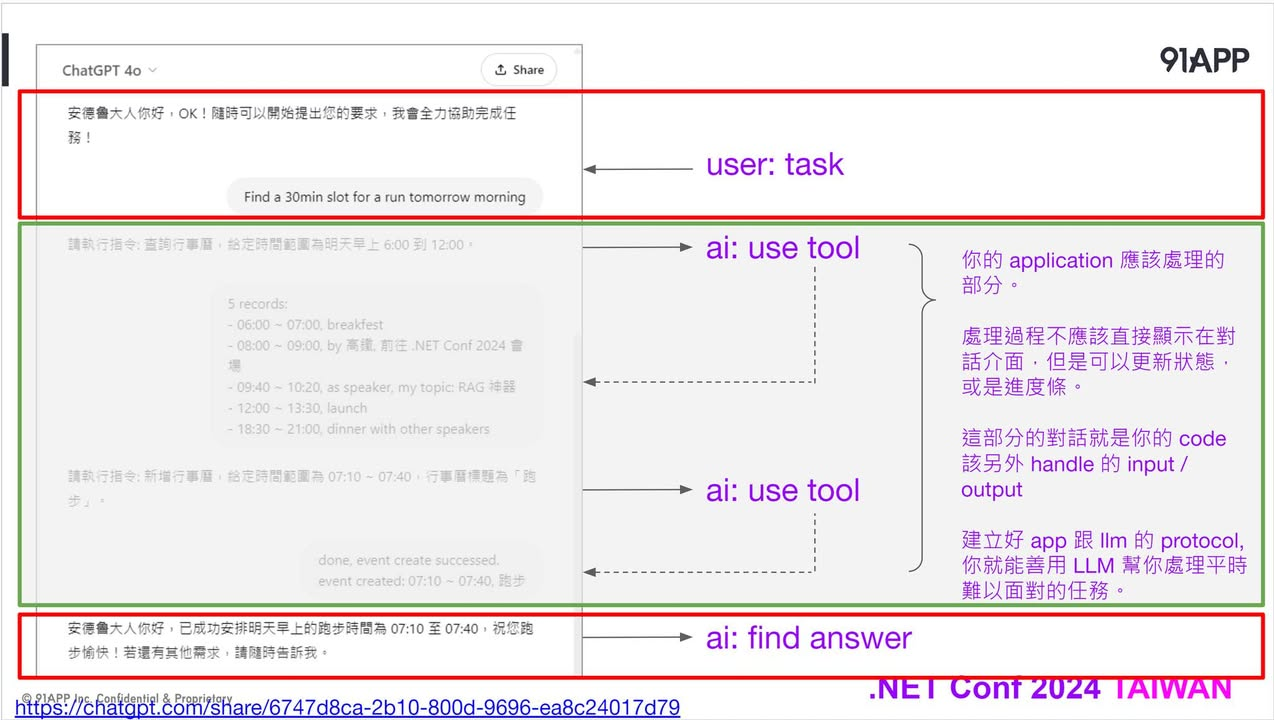 ChatGPT 4o
Share
91APP
安德魯大人你好，OK！隨時可以開始提出您的要求，我會全力協助完成任
務！
user: task
Find a 30min slot for a run tomorrow morning
請執行指令: 查詢行事曆，給定時間範圍為明天早上 6:00 到 12:00。
ai: use tool
5 records:
- 06:00 ~ 07:00, breakfest
- 08:00 ~ 09:00, by 高鐵, 前往 .NET Conf 2024 會
場
- 09:40 ~ 10:20, as speaker, my topic: RAG 神器
- 12:00 ~ 13:30, launch
- 18:30 ~ 21:00, dinner with other speakers
請執行指令: 新增行事曆，給定時間範圍為 07:10 ~ 07:40，行事曆標題為「跑
步」。
ai: use tool
done, event create successed.
event created: 07:10 ~ 07:40, 跑步
你的 application 應該處理的
部分。
處理過程不應該直接顯示在對
話介面，但是可以更新狀態，
或是進度條。
這部分的對話就是你的 code
該另外 handle 的 input /
output
建立好 app 跟 llm 的 protocol,
你就能善用 LLM 幫你處理平時
難以面對的任務。
安德魯大人你好，已成功安排明天早上的跑步時間為 07:10 至 07:40，祝您跑
步愉快！若還有其他需求，請隨時告訴我。
ai: find answer
.NET Conf 2024 TAIWAN
© 91APP Inc. Confidential & Proprietary
https://chatgpt.com/share/6747d8ca-2b10-800d-9696-ea8c24017d79